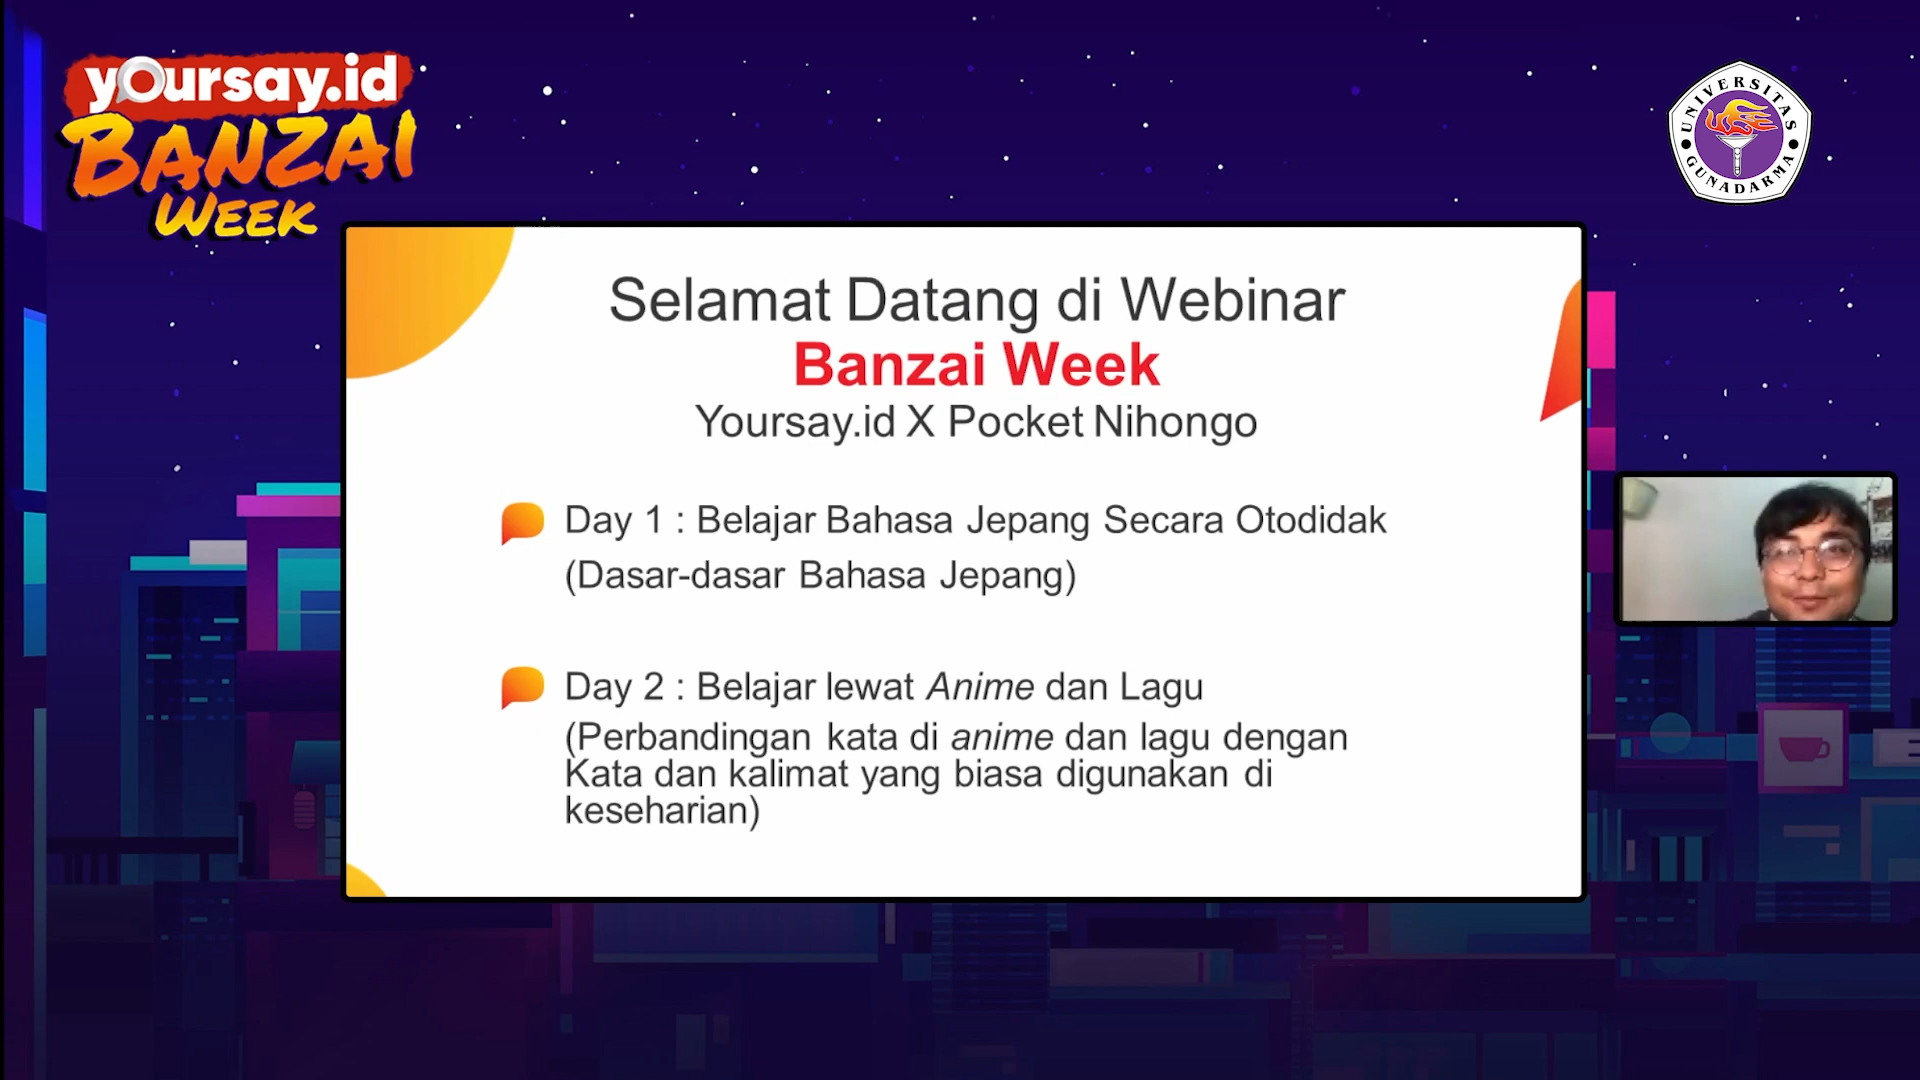 yoursay.id
BANZAI
WEEK
UNIVERSITAS
GUNADARMA
Selamat Datang di Webinar
Banzai Week
Yoursay.id X Pocket Nihongo
Day 1 : Belajar Bahasa Jepang Secara Otodidak
(Dasar-dasar Bahasa Jepang)
Day 2 : Belajar lewat Anime dan Lagu
(Perbandingan kata di anime dan lagu dengan
Kata dan kalimat yang biasa digunakan di
keseharian)